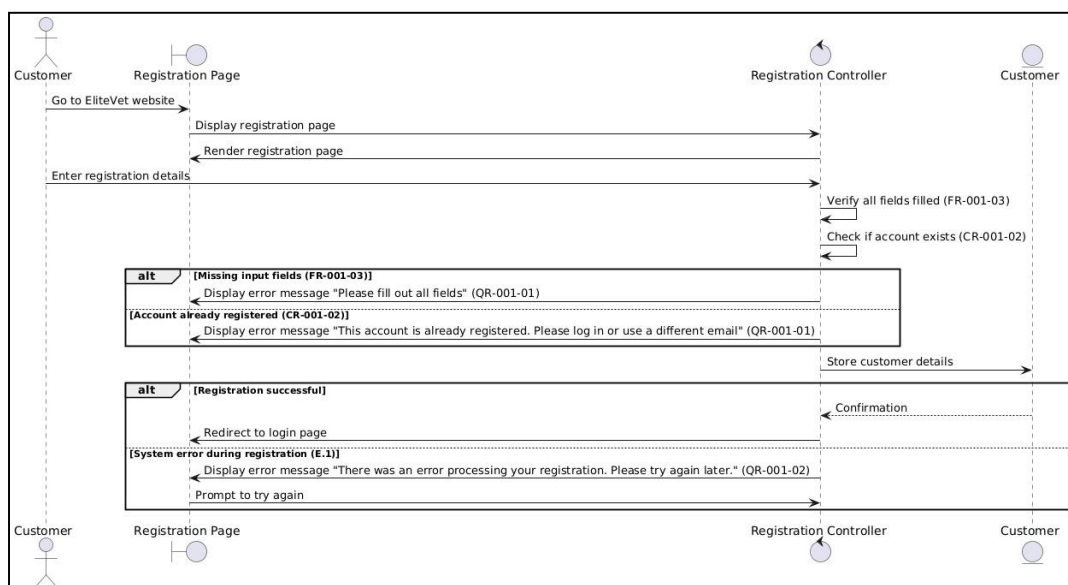 Customer
Registration Page
Registration Controller
Customer
Go to EliteVet website
Display registration page
Render registration page
Enter registration details
Verify all fields filled (FR-001-03)
Check if account exists (CR-001-02)
alt [Missing input fields (FR-001-03)]
Display error message "Please fill out all fields" (QR-001-01)
[Account already registered (CR-001-02)]
Display error message "This account is already registered. Please log in or use a different email" (QR-001-01)
Store customer details
alt [Registration successful]
Confirmation
Redirect to login page
[System error during registration (E.1)]
Display error message "There was an error processing your registration. Please try again later." (QR-001-02)
Prompt to try again
Customer
Registration Page
Registration Controller
Customer